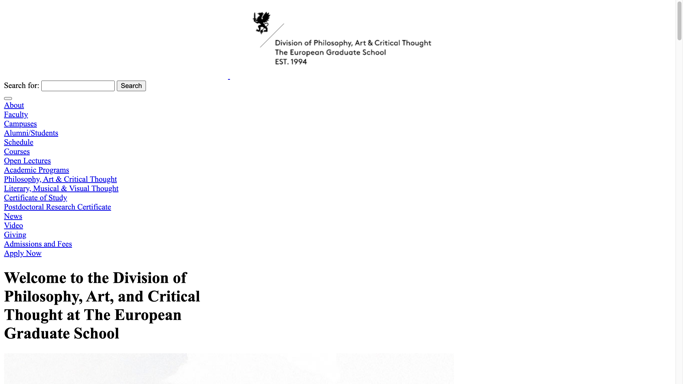 Division of Philosophy, Art & Critical Thought
The European Graduate School
EST. 1994
Search for:
Search
About
Faculty
Campuses
Alumni/Students
Schedule
Courses
Open Lectures
Academic Programs
Philosophy, Art & Critical Thought
Literary, Musical & Visual Thought
Certificate of Study
Postdoctoral Research Certificate
News
Video
Giving
Admissions and Fees
Apply Now
Welcome to the Division of
Philosophy, Art, and Critical
Thought at The European
Graduate School